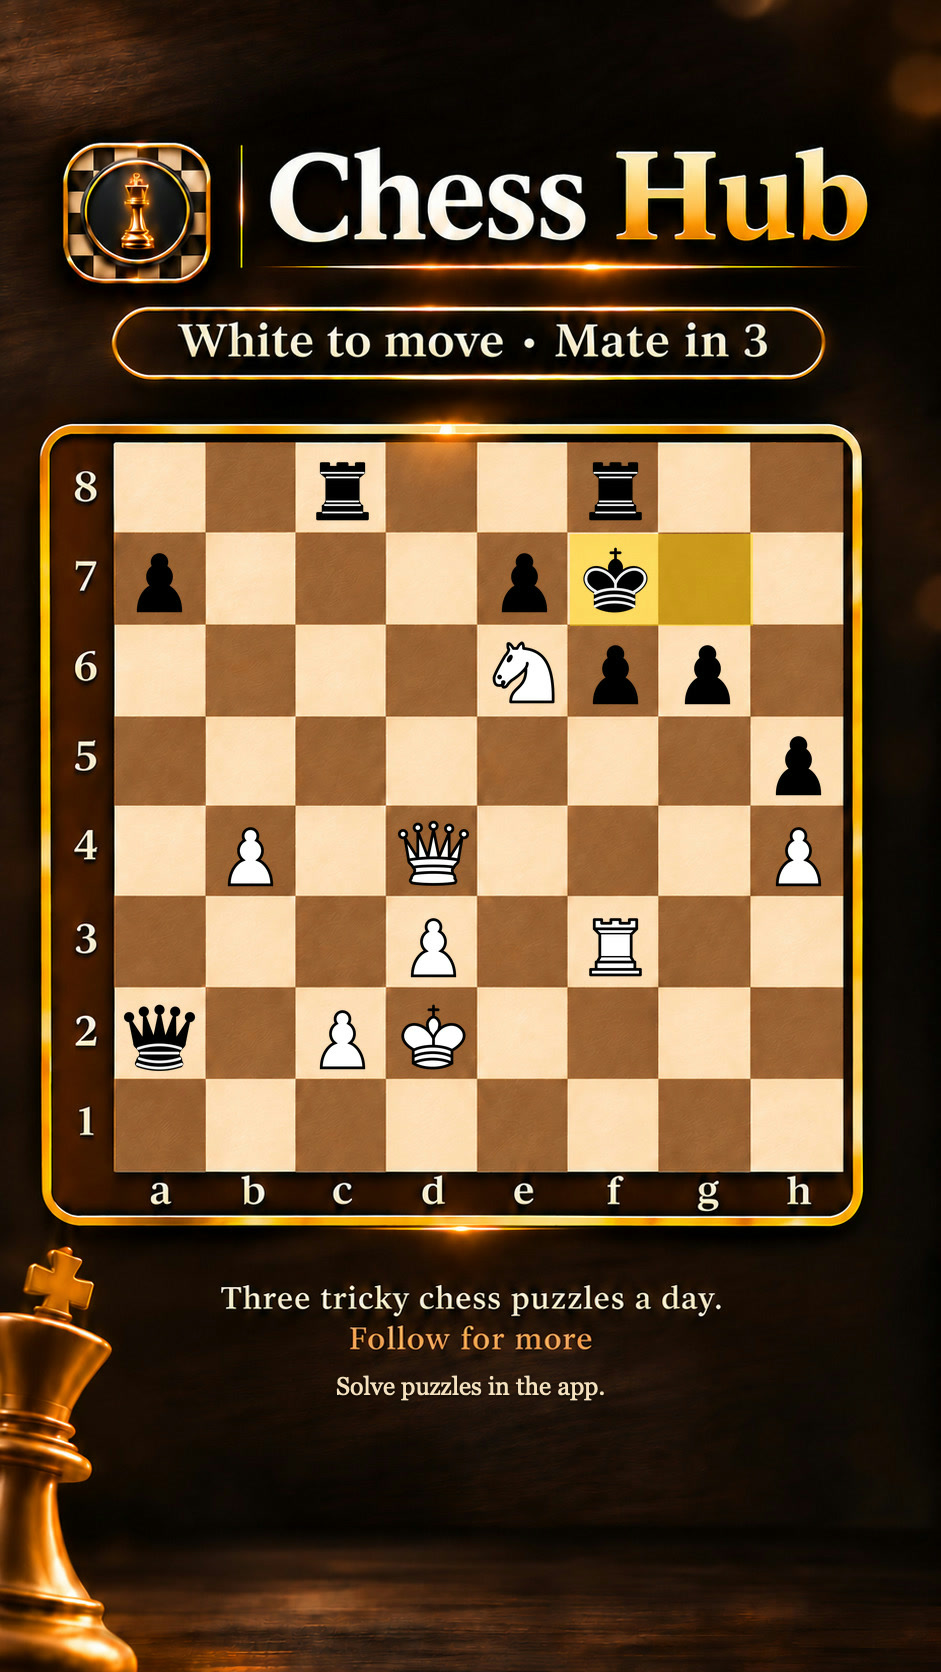 Chess Hub
White to move • Mate in 3
8
7
6
5
4
3
2
1
a b c d e f g h
Three tricky chess puzzles a day.
Follow for more
Solve puzzles in the app.